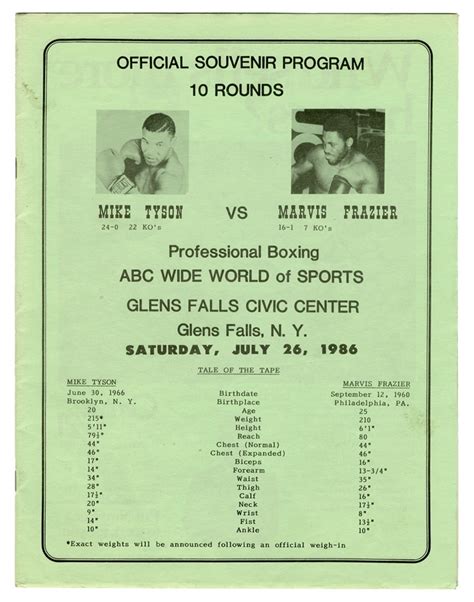 OFFICIAL SOUVENIR PROGRAM
10 ROUNDS
MIKE TYSON VS MARVIS FRAZIER
24-0 22 KO's 16-1 7 KO's
Professional Boxing
ABC WIDE WORLD of SPORTS
GLENS FALLS CIVIC CENTER
Glens Falls, N. Y.
SATURDAY, JULY 26, 1986
TALE OF THE TAPE
MIKE TYSON MARVIS FRAZIER
June 30, 1966 Birthdate September 12, 1960
Brooklyn, N. Y. Birthplace Philadelphia, PA.
20 Age 25
215* Weight 210
5'11" Height 6'1"
79½" Reach 80
44" Chest (Normal) 44"
46" Chest (Expanded) 46"
17" Biceps 16"
14" Forearm 13-3/4"
34" Waist 35"
28" Thigh 26"
17½" Calf 17"
20" Neck 17½"
9" Wrist 8"
14" Fist 13½"
10" Ankle 10"
*Exact weights will be announced following an official weigh-in